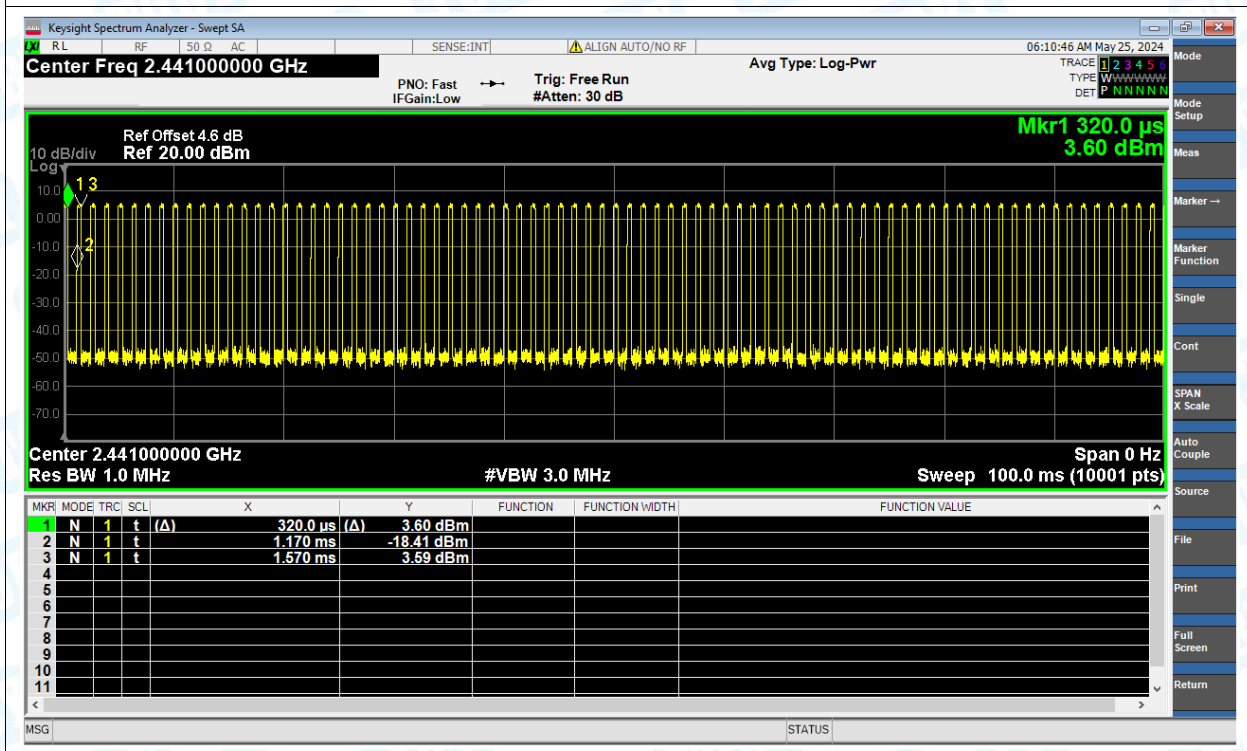 Keysight Spectrum Analyzer - Swept SA
LXI RL RF 50 Ω AC SENSE:INT ALIGN AUTO/NO RF 06:10:46 AM May 25, 2024
Center Freq 2.441000000 GHz
PNO: Fast
IFGain:Low
Trig: Free Run
#Atten: 30 dB
Avg Type: Log-Pwr
TRACE 1 2 3 4 5 6
TYPE WWWWWW
DET P NNNNN
Mkr1 320.0 µs
3.60 dBm
Ref Offset 4.6 dB
10 dB/div Ref 20.00 dBm
Log
10.0
0.00
-10.0
-20.0
-30.0
-40.0
-50.0
-60.0
-70.0
1 3
2
Center 2.441000000 GHz Span 0 Hz
Res BW 1.0 MHz #VBW 3.0 MHz Sweep 100.0 ms (10001 pts)
MKR MODE TRC SCL X Y FUNCTION FUNCTION WIDTH FUNCTION VALUE
1 N 1 t (Δ) 320.0 µs (Δ) 3.60 dBm
2 N 1 t 1.170 ms -18.41 dBm
3 N 1 t 1.570 ms 3.59 dBm
4
5
6
7
8
9
10
11
MSG STATUS
Mode
Mode
Setup
Meas
Marker →
Marker
Function
Single
Cont
SPAN
X Scale
Auto
Couple
Source
File
Print
Full
Screen
Return